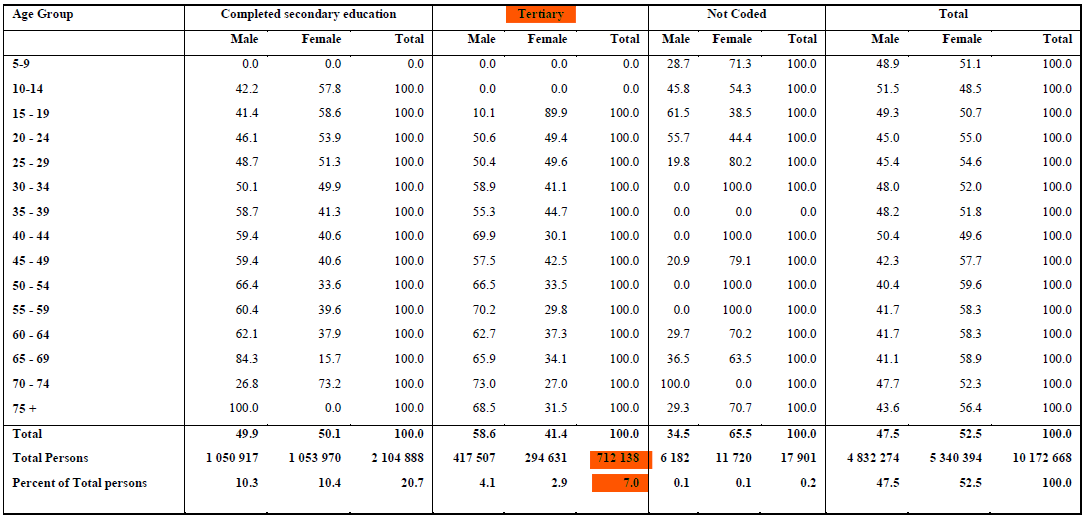 Age Group Completed secondary education Tertiary Not Coded Total
Male Female Total Male Female Total Male Female Total Male Female Total
5-9 0.0 0.0 0.0 0.0 0.0 0.0 28.7 71.3 100.0 48.9 51.1 100.0
10-14 42.2 57.8 100.0 0.0 0.0 0.0 45.8 54.3 100.0 51.5 48.5 100.0
15 - 19 41.4 58.6 100.0 10.1 89.9 100.0 61.5 38.5 100.0 49.3 50.7 100.0
20 - 24 46.1 53.9 100.0 50.6 49.4 100.0 55.7 44.4 100.0 45.0 55.0 100.0
25 - 29 48.7 51.3 100.0 50.4 49.6 100.0 19.8 80.2 100.0 45.4 54.6 100.0
30 - 34 50.1 49.9 100.0 58.9 41.1 100.0 0.0 100.0 100.0 48.0 52.0 100.0
35 - 39 58.7 41.3 100.0 55.3 44.7 100.0 0.0 0.0 0.0 48.2 51.8 100.0
40 - 44 59.4 40.6 100.0 69.9 30.1 100.0 0.0 100.0 100.0 50.4 49.6 100.0
45 - 49 59.4 40.6 100.0 57.5 42.5 100.0 20.9 79.1 100.0 42.3 57.7 100.0
50 - 54 66.4 33.6 100.0 66.5 33.5 100.0 0.0 100.0 100.0 40.4 59.6 100.0
55 - 59 60.4 39.6 100.0 70.2 29.8 100.0 0.0 100.0 100.0 41.7 58.3 100.0
60 - 64 62.1 37.9 100.0 62.7 37.3 100.0 29.7 70.2 100.0 41.7 58.3 100.0
65 - 69 84.3 15.7 100.0 65.9 34.1 100.0 36.5 63.5 100.0 41.1 58.9 100.0
70 - 74 26.8 73.2 100.0 73.0 27.0 100.0 100.0 0.0 100.0 47.7 52.3 100.0
75 + 100.0 0.0 100.0 68.5 31.5 100.0 29.3 70.7 100.0 43.6 56.4 100.0
Total 49.9 50.1 100.0 58.6 41.4 100.0 34.5 65.5 100.0 47.5 52.5 100.0
Total Persons 1 050 917 1 053 970 2 104 888 417 507 294 631 712 138 6 182 11 720 17 901 4 832 274 5 340 394 10 172 668
Percent of Total persons 10.3 10.4 20.7 4.1 2.9 7.0 0.1 0.1 0.2 47.5 52.5 100.0